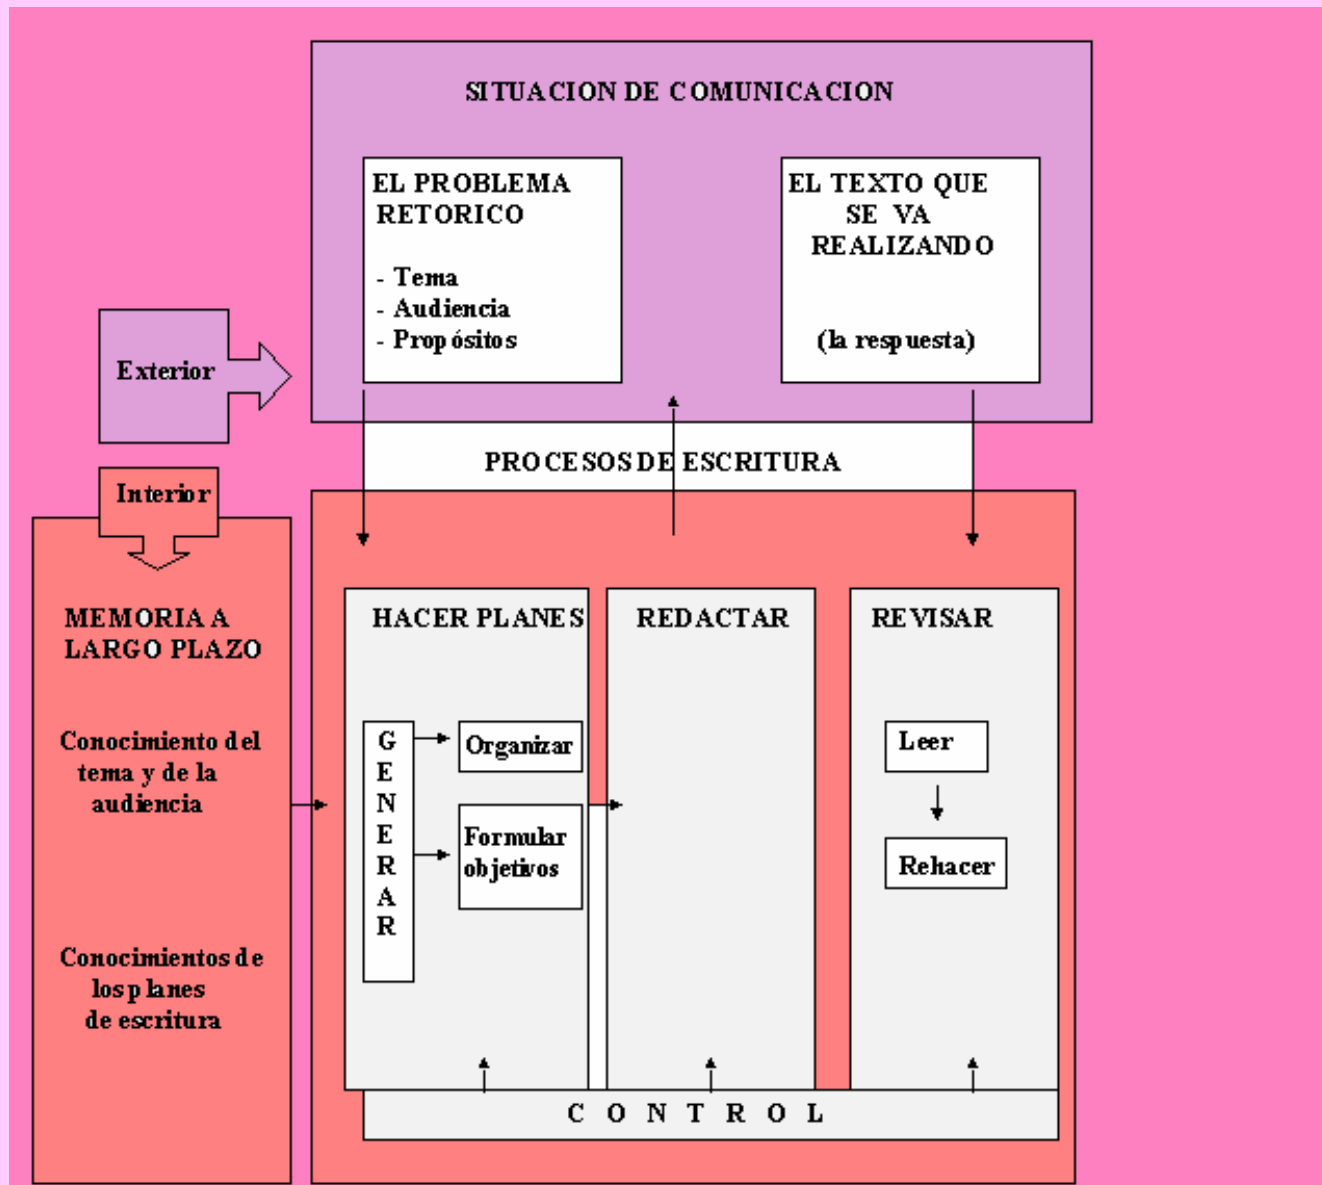 SITUACION DE COMUNICACION
EL PROBLEMA
RETORICO
- Tema
- Audiencia
- Propósitos
EL TEXTO QUE
SE VA
REALIZANDO
(la respuesta)
Exterior
PROCESOS DE ESCRITURA
Interior
MEMORIA A
LARGO PLAZO
Conocimiento del
tema y de la
audiencia
Conocimientos de
los planes
de escritura
HACER PLANES
GENERAR
Organizar
Formular
objetivos
REDACTAR
REVISAR
Leer
Rehacer
CONTROL